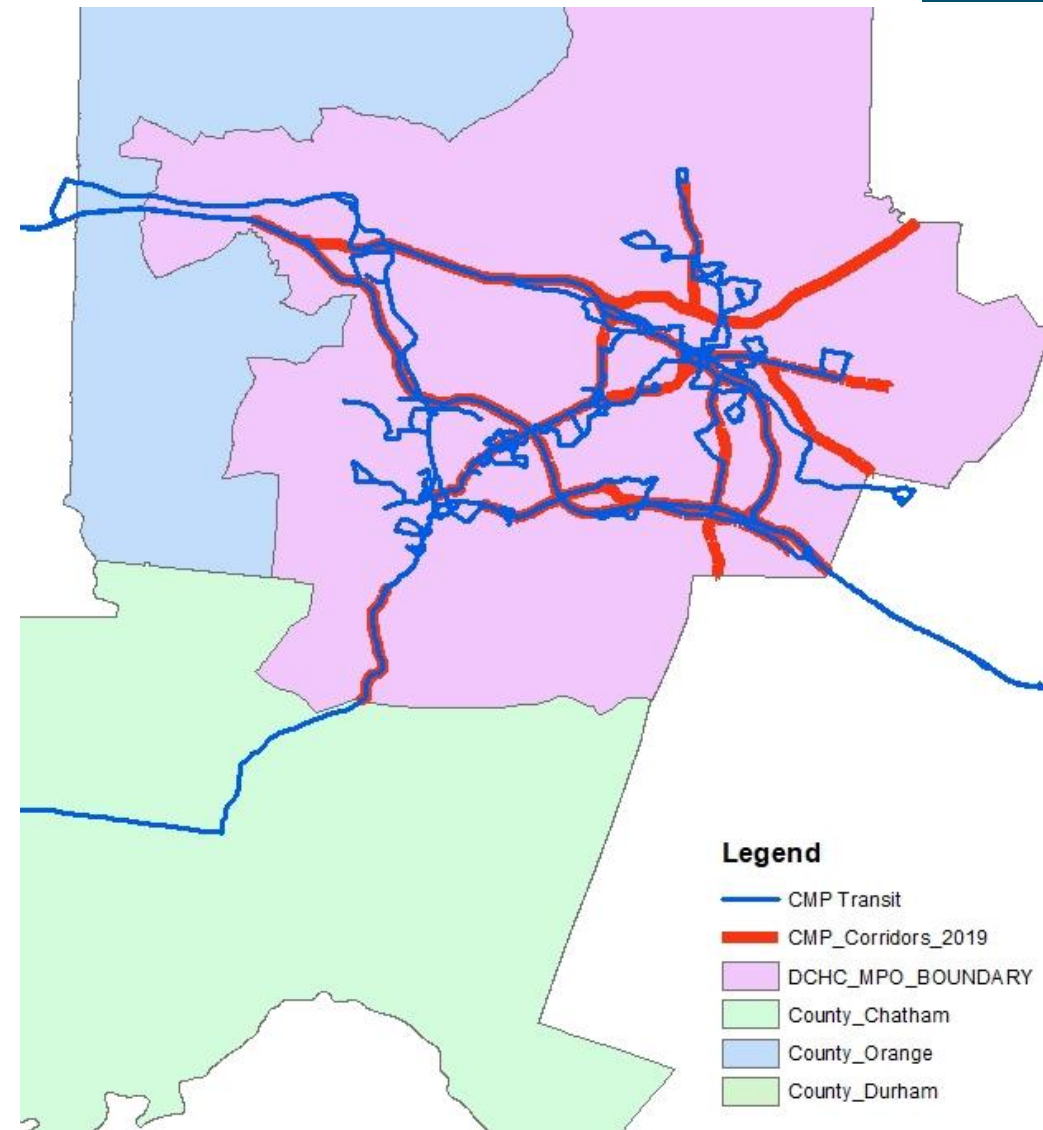 Legend
CMP Transit
CMP_Corridors_2019
DCHC_MPO_BOUNDARY
County_Chatham
County_Orange
County_Durham